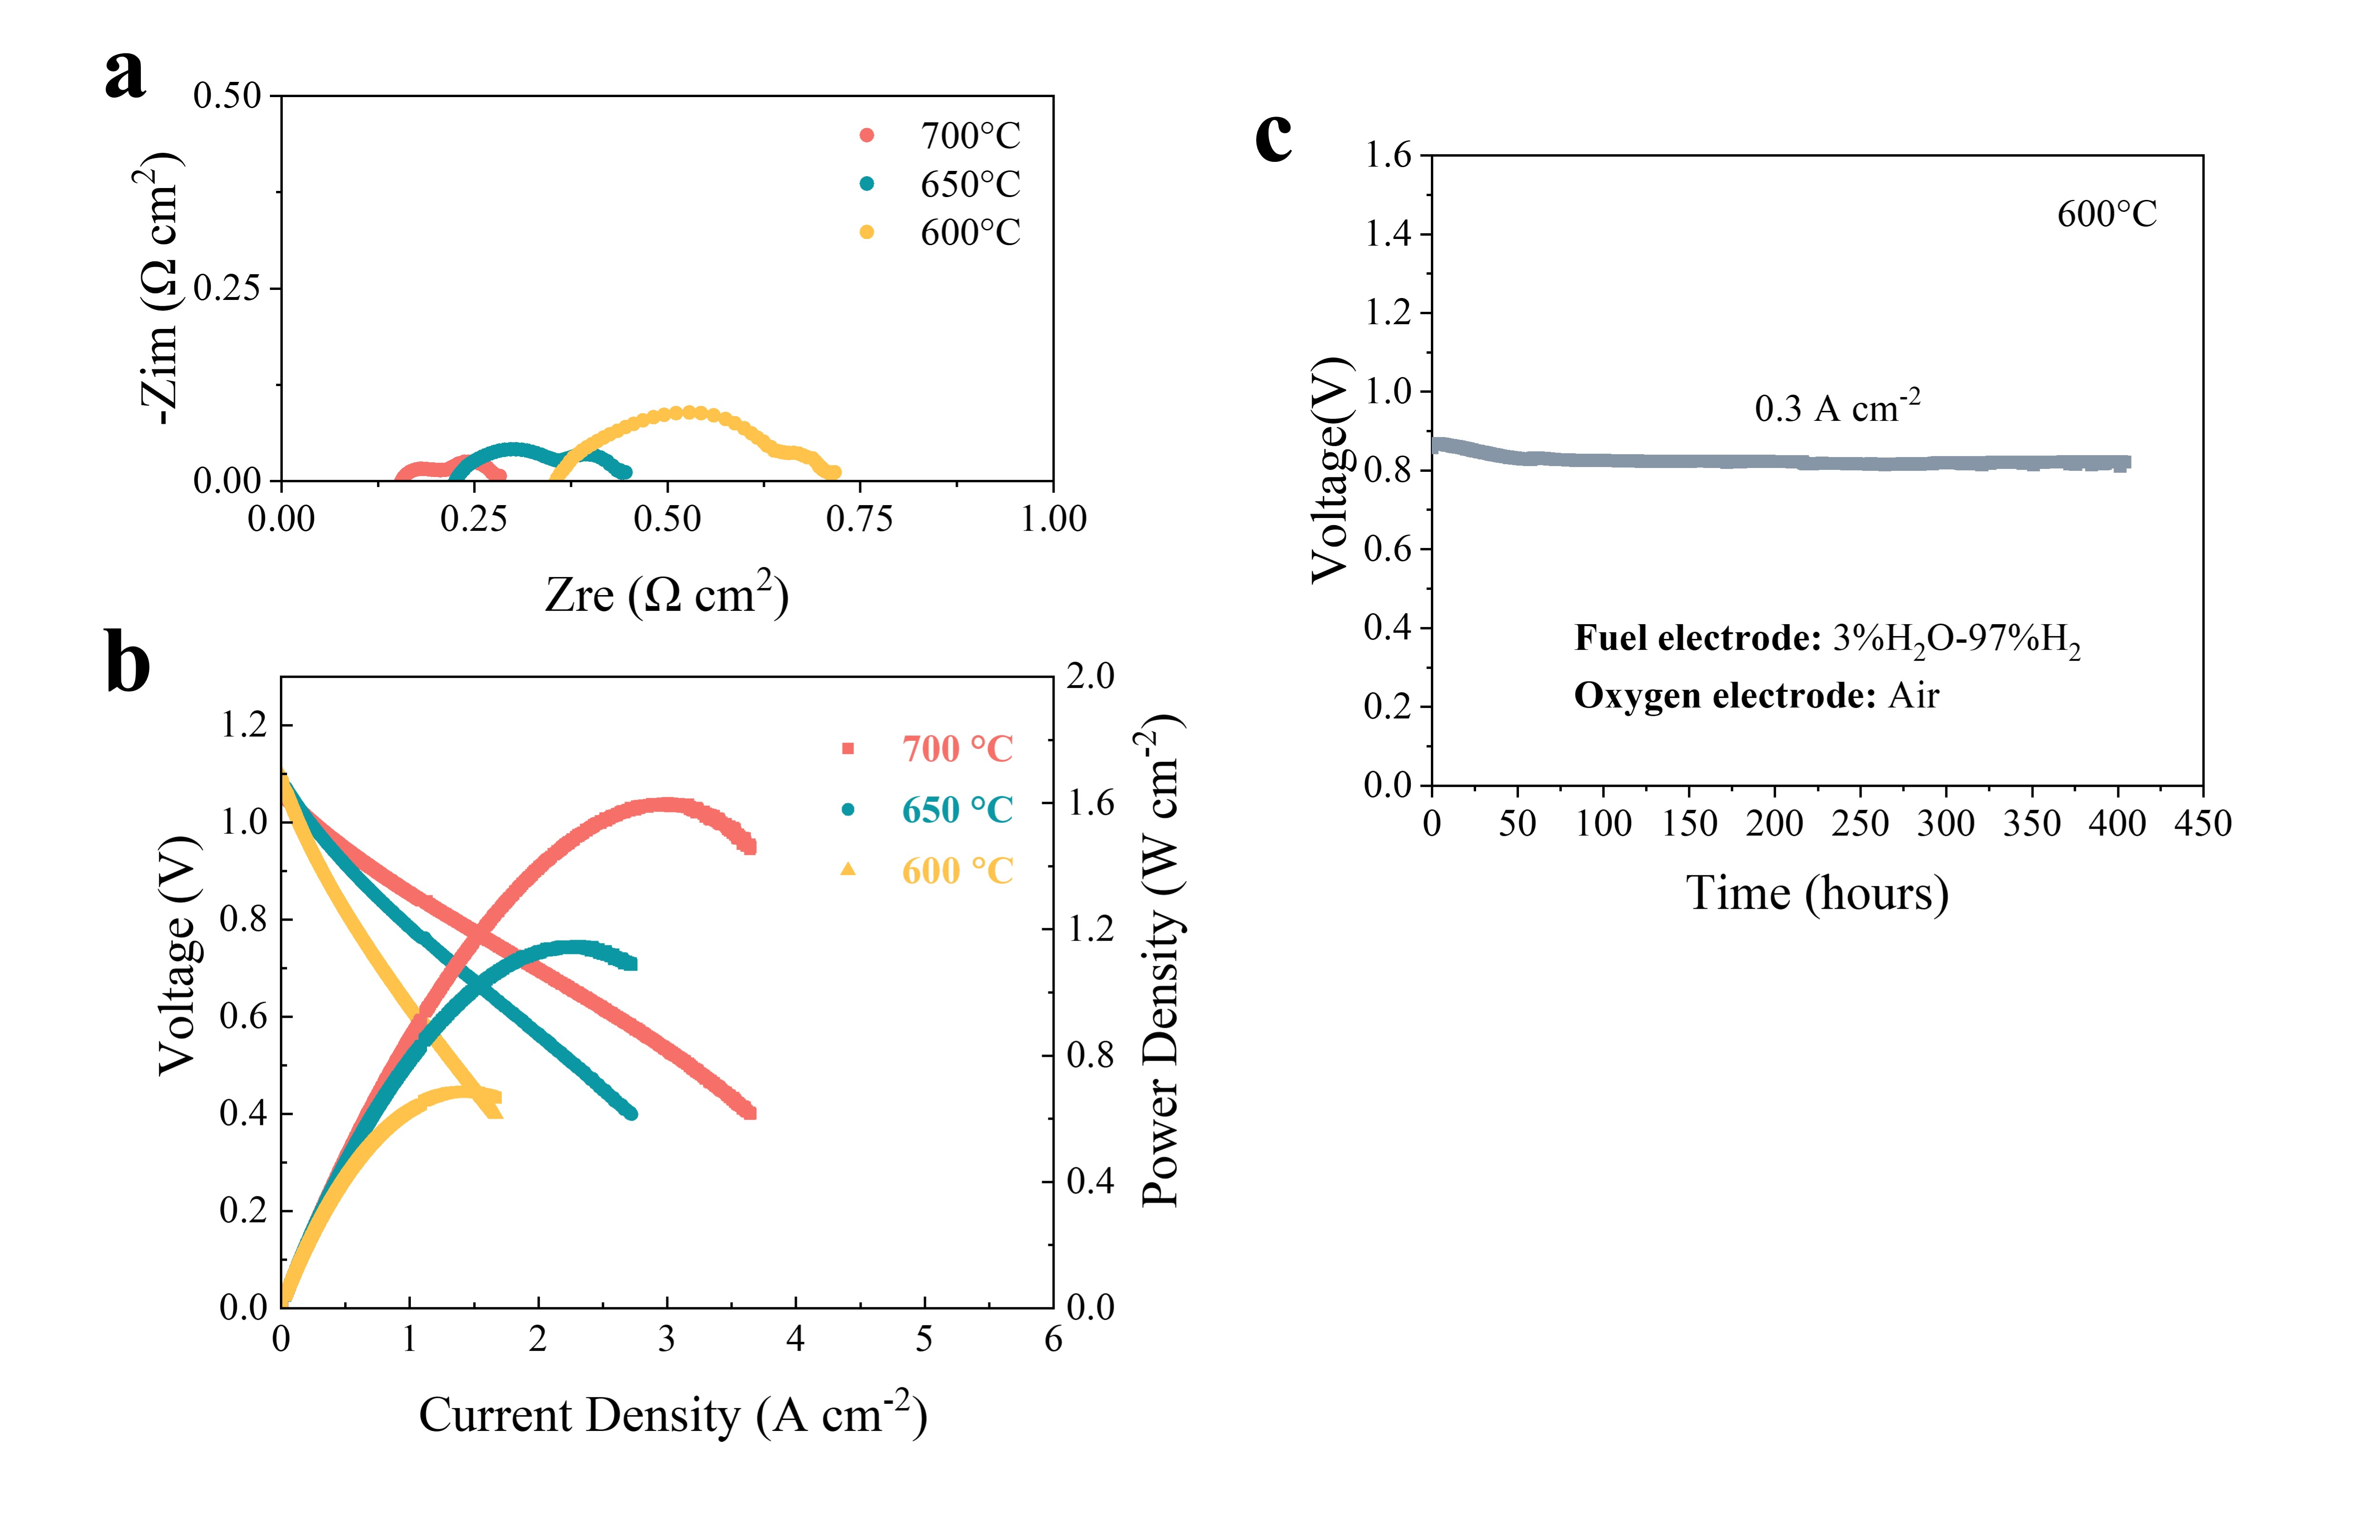 a
0.50
0.25
0.00
-Zim (Ω cm²)
700°C
650°C
600°C
0.00 0.25 0.50 0.75 1.00
Zre (Ω cm²)
b
1.2
1.0
0.8
0.6
0.4
0.2
0.0
Voltage (V)
700 °C
650 °C
600 °C
2.0
1.6
1.2
0.8
0.4
0.0
Power Density (W cm⁻²)
0 1 2 3 4 5 6
Current Density (A cm⁻²)
c
1.6
1.4
1.2
1.0
0.8
0.6
0.4
0.2
0.0
Voltage(V)
600°C
0.3 A cm⁻²
Fuel electrode: 3%H₂O-97%H₂
Oxygen electrode: Air
0 50 100 150 200 250 300 350 400 450
Time (hours)